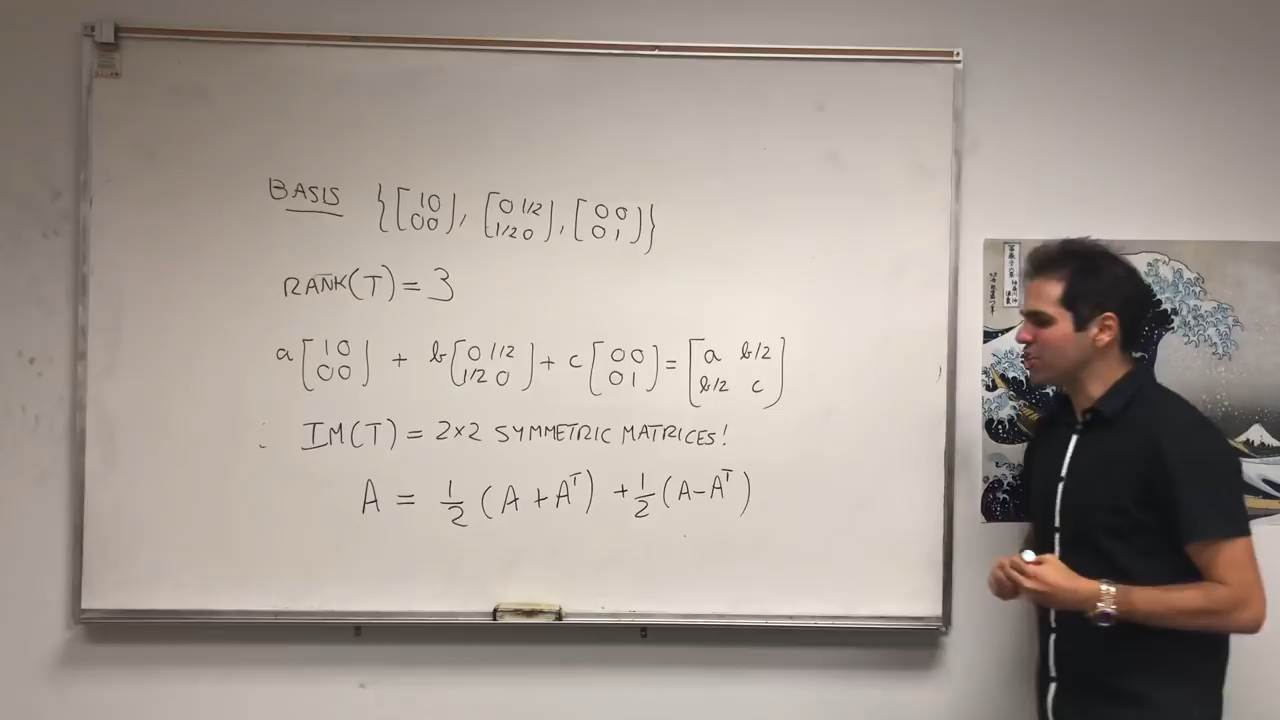 BASIS {[1 0 0 0], [0 1/2 1/2 0], [0 0 0 1]}
RANK(T) = 3
a [1 0 0 0] + b [0 1/2 1/2 0] + c [0 0 0 1] = [a b/2 b/2 c]
∴ IM(T) = 2×2 SYMMETRIC MATRICES!
A = 1/2 (A + Aᵀ) + 1/2 (A - Aᵀ)